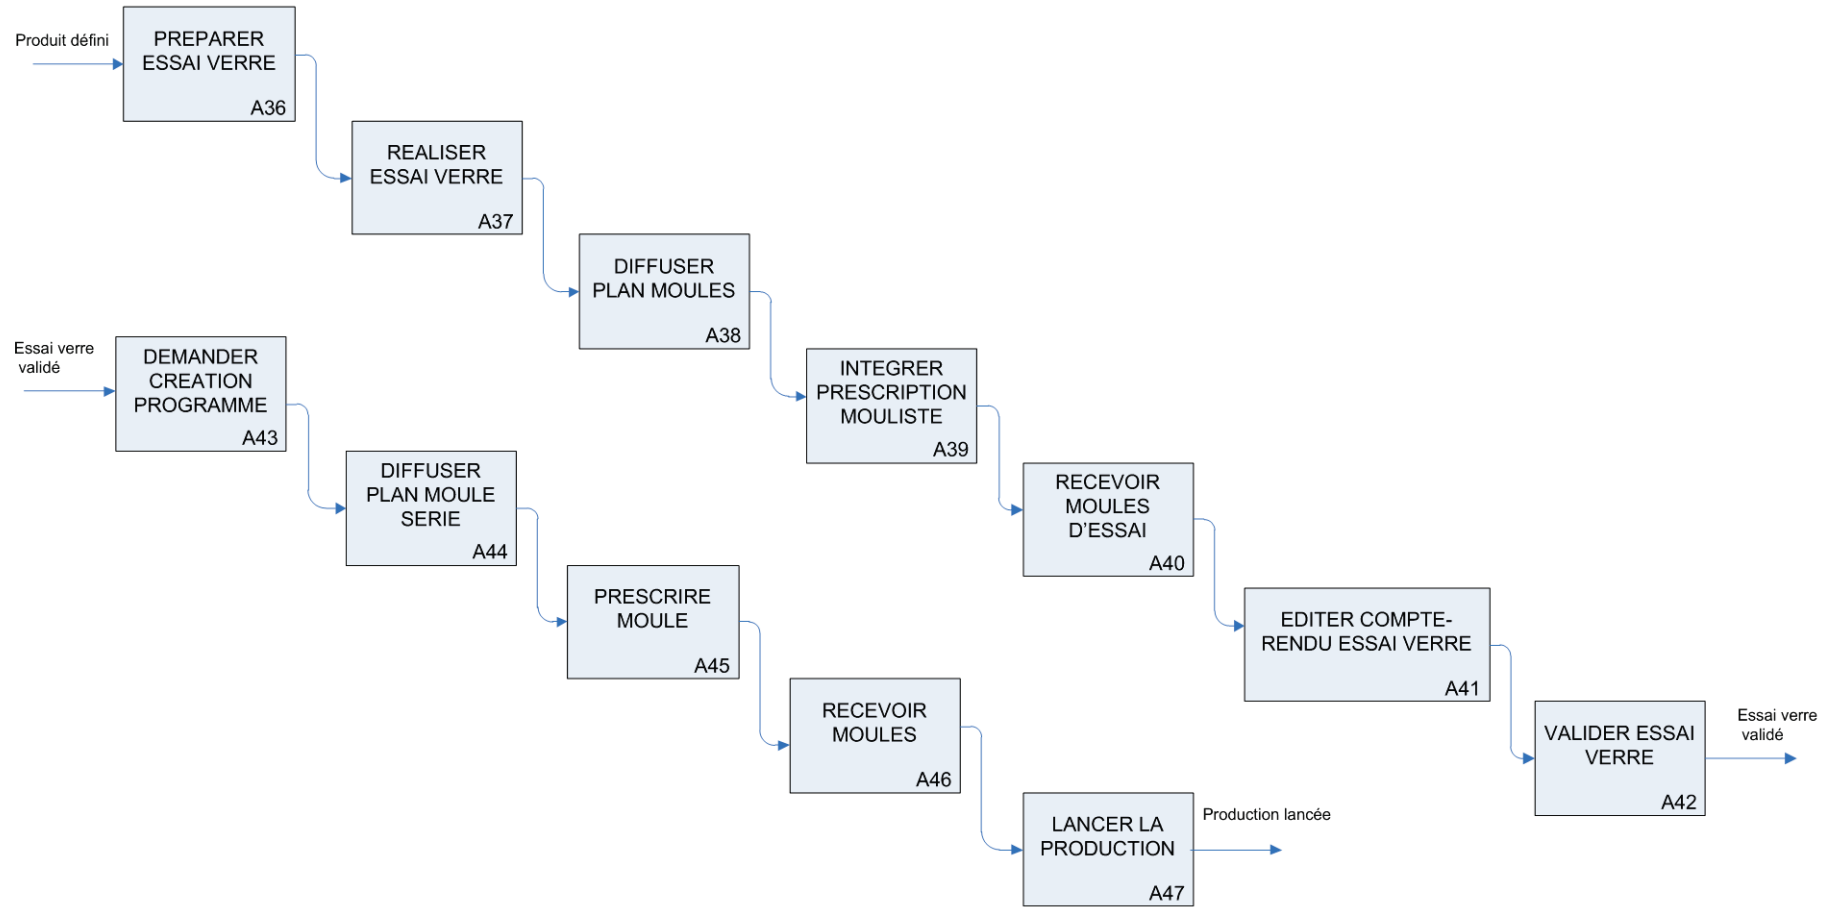 Produit défini
PREPARER
ESSAI VERRE
A36
REALISER
ESSAI VERRE
A37
DIFFUSER
PLAN MOULES
A38
INTEGRER
PRESCRIPTION
MOULISTE
A39
RECEVOIR
MOULES
D'ESSAI
A40
EDITER COMPTE-
RENDU ESSAI VERRE
A41
VALIDER ESSAI
VERRE
A42
Essai verre
validé
Essai verre
validé
DEMANDER
CREATION
PROGRAMME
A43
DIFFUSER
PLAN MOULE
SERIE
A44
PRESCRIRE
MOULE
A45
RECEVOIR
MOULES
A46
LANCER LA
PRODUCTION
A47
Production lancée